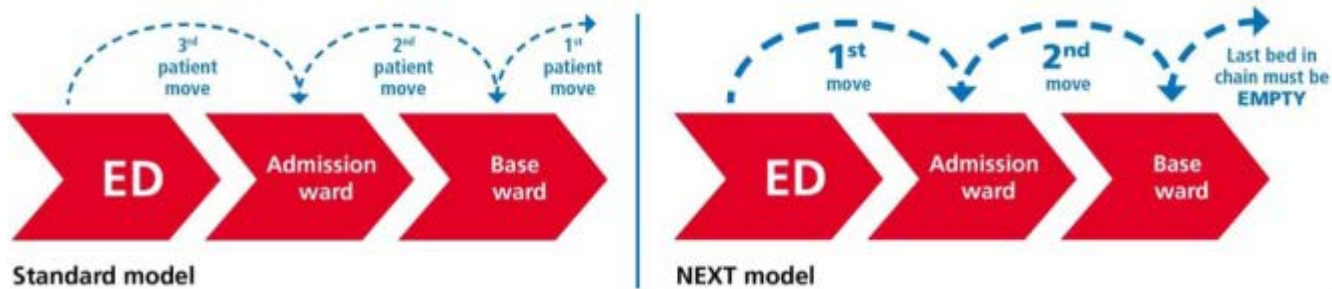 3rd
patient
move
2nd
patient
move
1st
patient
move
ED
Admission
ward
Base
ward
Standard model
1st
move
2nd
move
Last bed in
chain must be
EMPTY
ED
Admission
ward
Base
ward
NEXT model